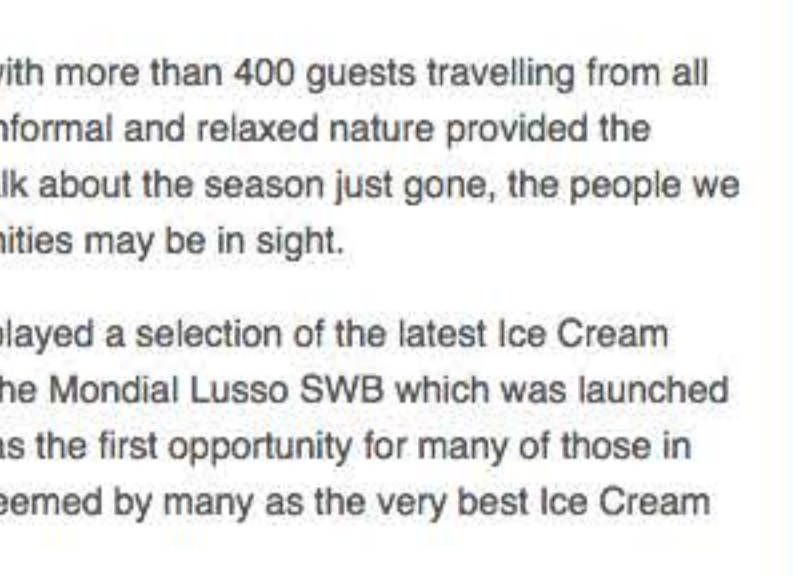 with more than 400 guests travelling from all
nformal and relaxed nature provided the
lk about the season just gone, the people we
nities may be in sight.
played a selection of the latest Ice Cream
he Mondial Lusso SWB which was launched
as the first opportunity for many of those in
eemed by many as the very best Ice Cream